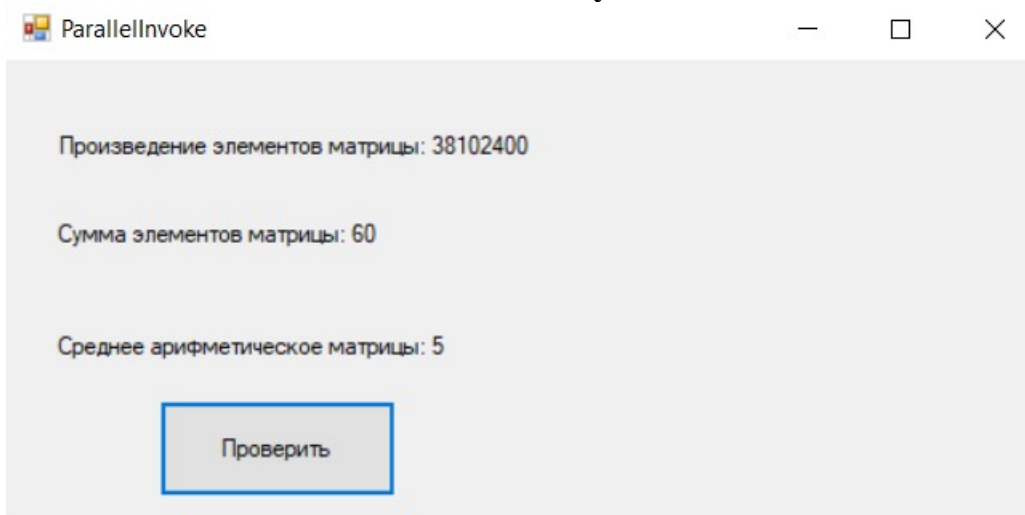 ParallelInvoke
Произведение элементов матрицы: 38102400
Сумма элементов матрицы: 60
Среднее арифметическое матрицы: 5
Проверить